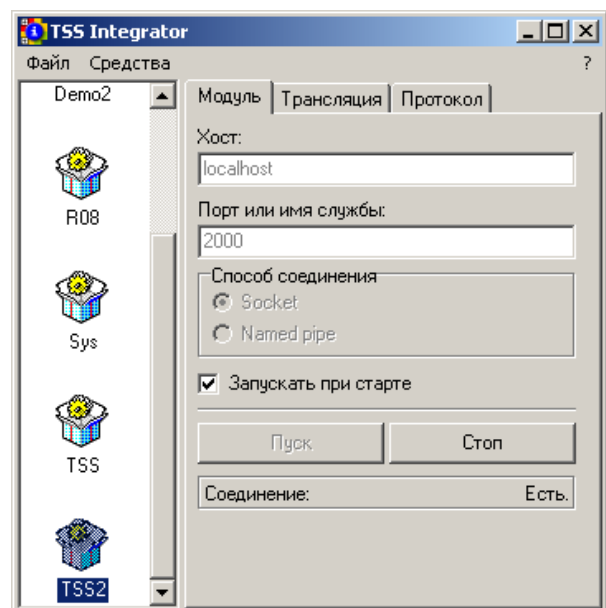 TSS Integrator
Файл Средства ?
Demo2
R08
Sys
TSS
TSS2
Модуль Трансляция Протокол
Хост:
localhost
Порт или имя службы:
2000
Способ соединения
Socket
Named pipe
Запускать при старте
Пуск Стоп
Соединение: Есть.